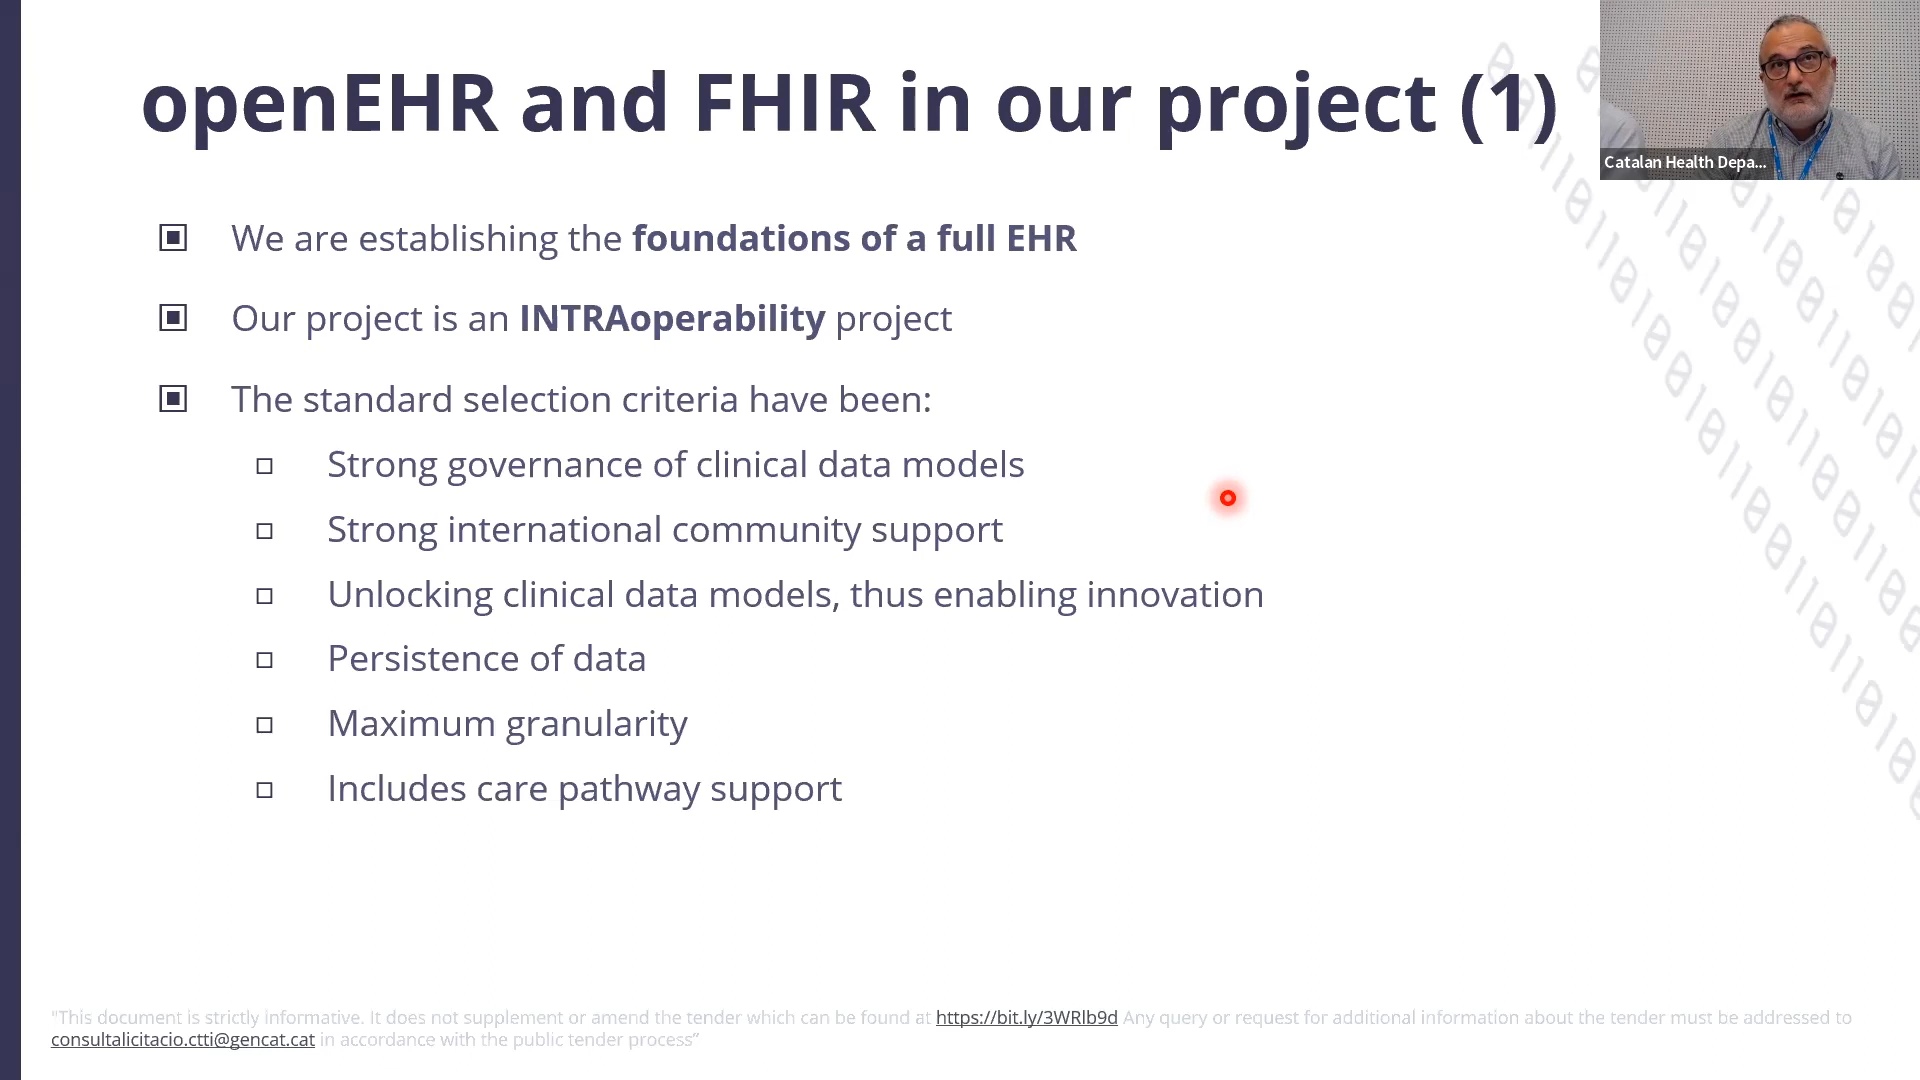 openEHR and FHIR in our project (1)
Catalan Health Depa...
We are establishing the foundations of a full EHR
Our project is an INTRAoperability project
The standard selection criteria have been:
Strong governance of clinical data models
Strong international community support
Unlocking clinical data models, thus enabling innovation
Persistence of data
Maximum granularity
Includes care pathway support
"This document is strictly informative. It does not supplement or amend the tender which can be found at https://bit.ly/3WRlb9d Any query or request for additional information about the tender must be addressed to
consultalicitacio.ctti@gencat.cat in accordance with the public tender process”